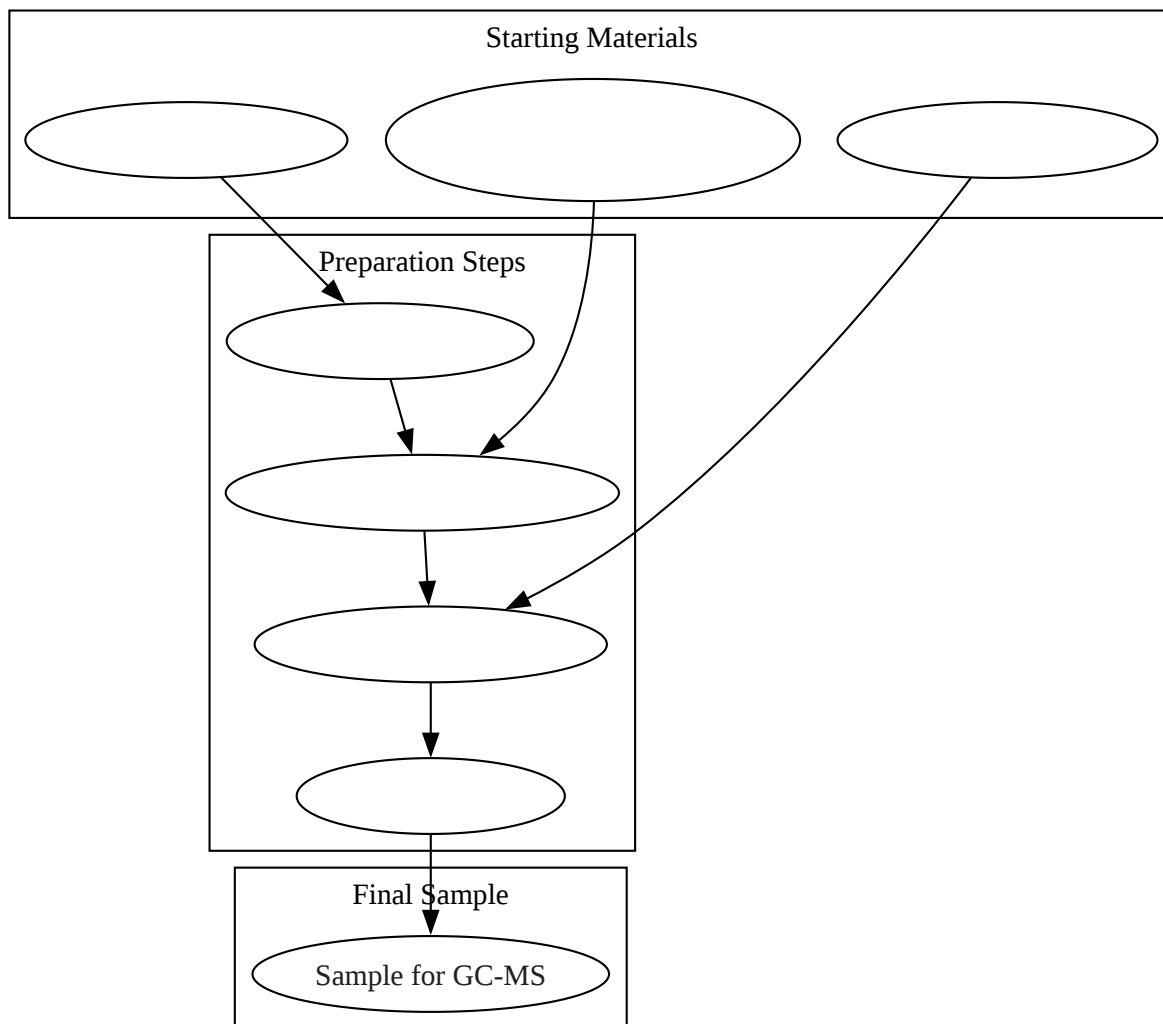 Starting Materials
Preparation Steps
Final Sample
Sample for GC-MS